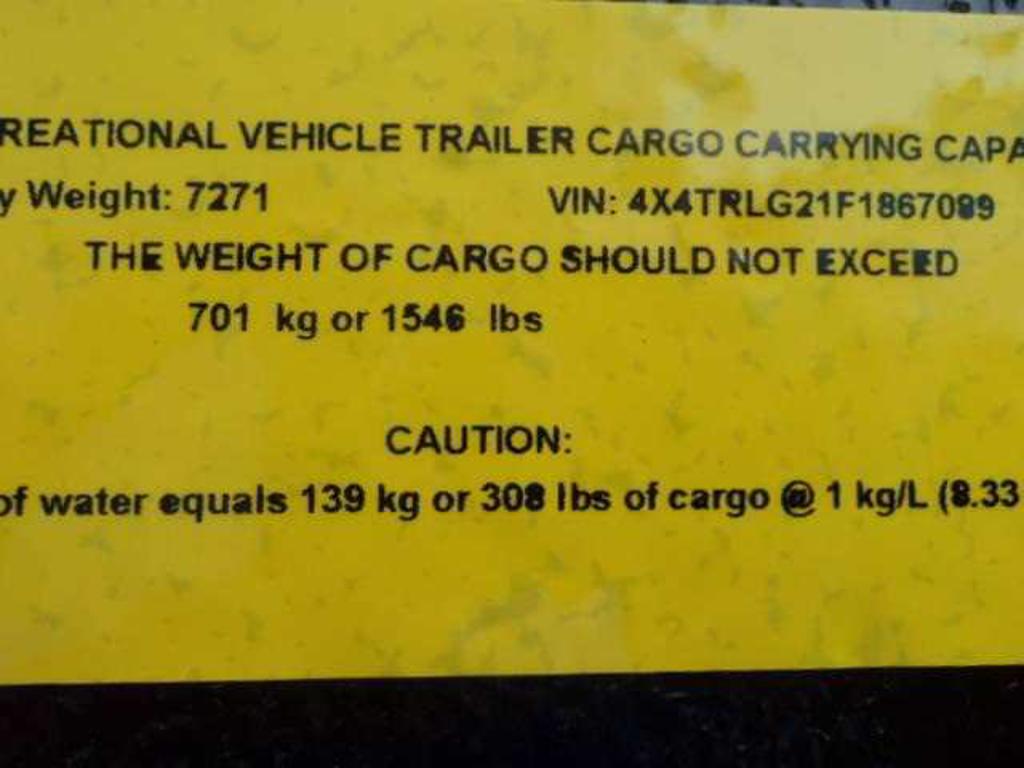 REATIONAL VEHICLE TRAILER CARGO CARRYING CAPA
y Weight: 7271 VIN: 4X4TRLG21F1867089
THE WEIGHT OF CARGO SHOULD NOT EXCEED
701 kg or 1546 lbs
CAUTION:
of water equals 139 kg or 308 lbs of cargo @ 1 kg/L (8.33